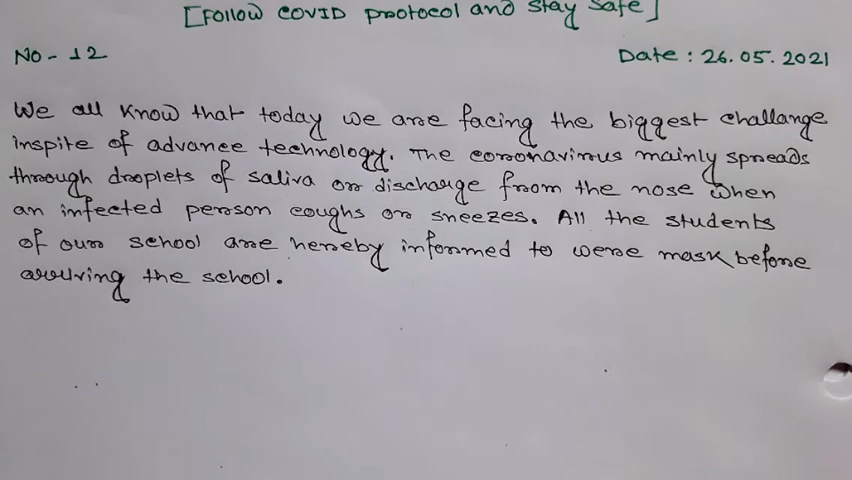 [Follow COVID protocol and stay safe]
No - 12 Date : 26.05.2021
We all know that today we are facing the biggest challange
inspite of advance technology. The coronavirus mainly spreads
through droplets of saliva or discharge from the nose when
an infected person coughs or sneezes. All the students
of our school are hereby informed to were mask before
arriving the school.